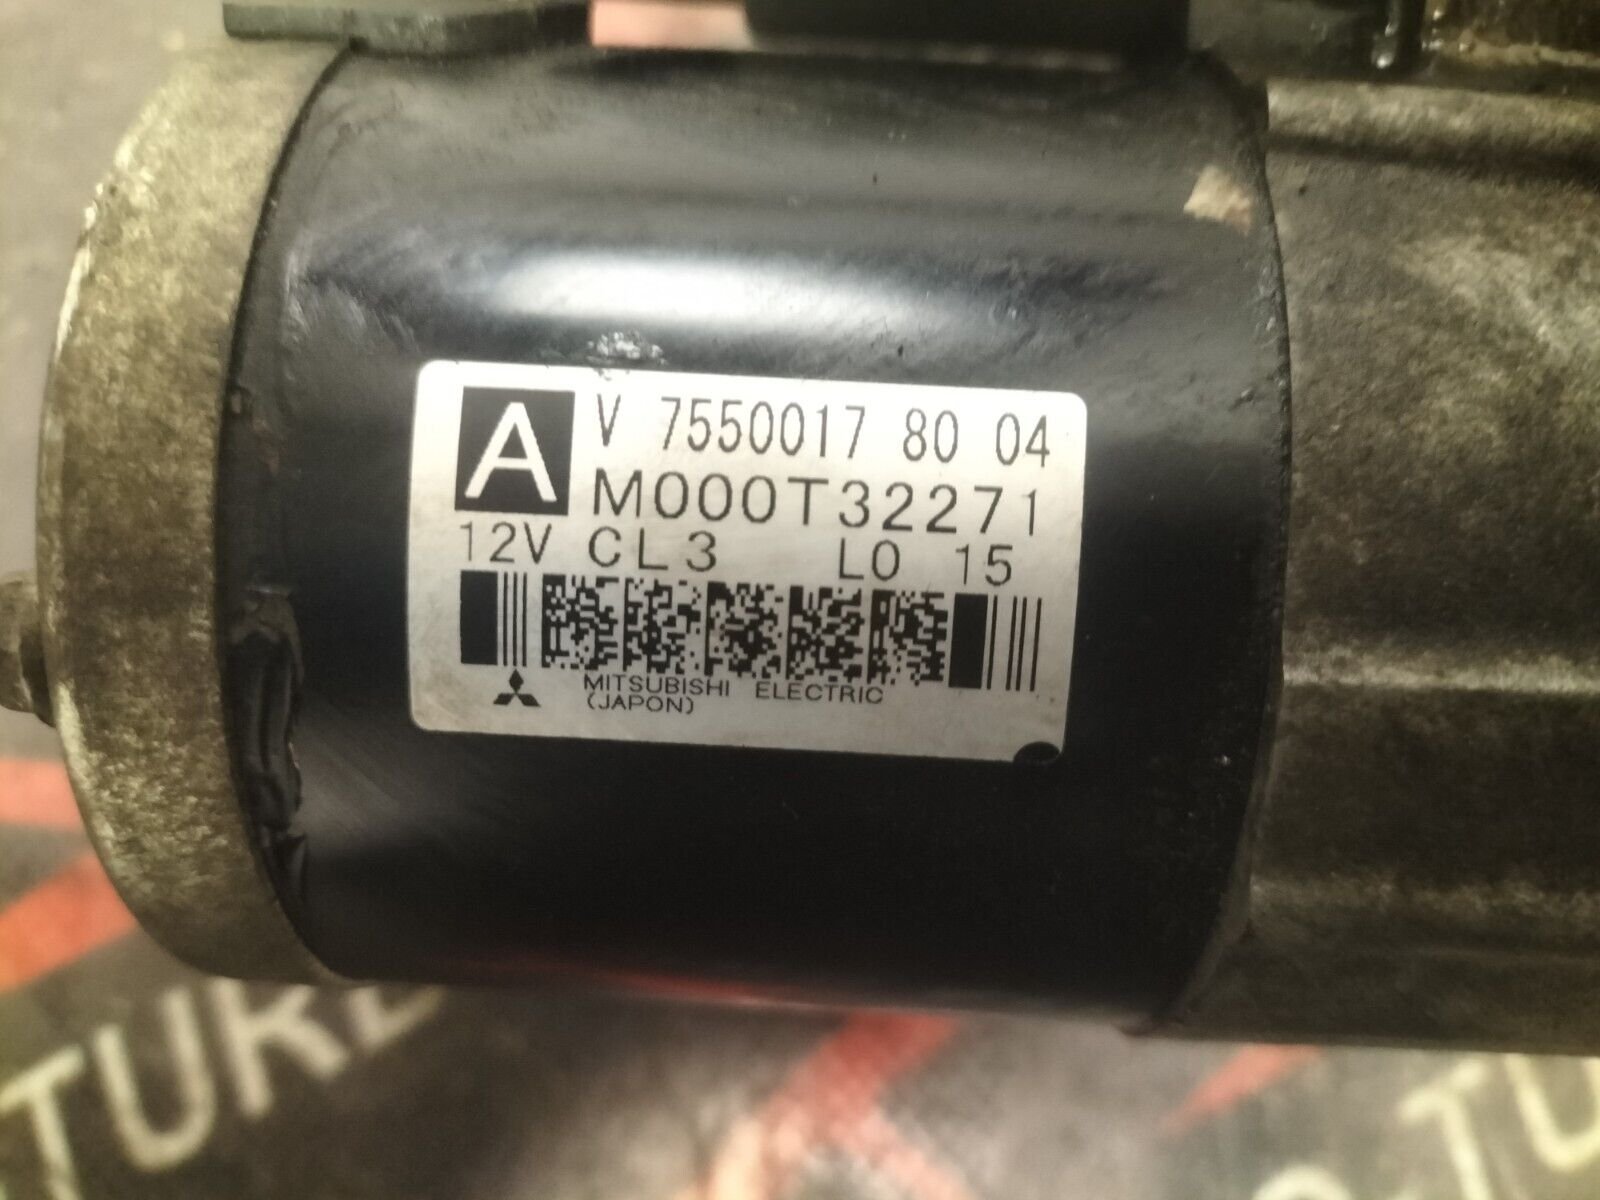 A V 7550017 80 04
M000T32271
12V CL3 L0 15
MITSUBISHI ELECTRIC
(JAPON)